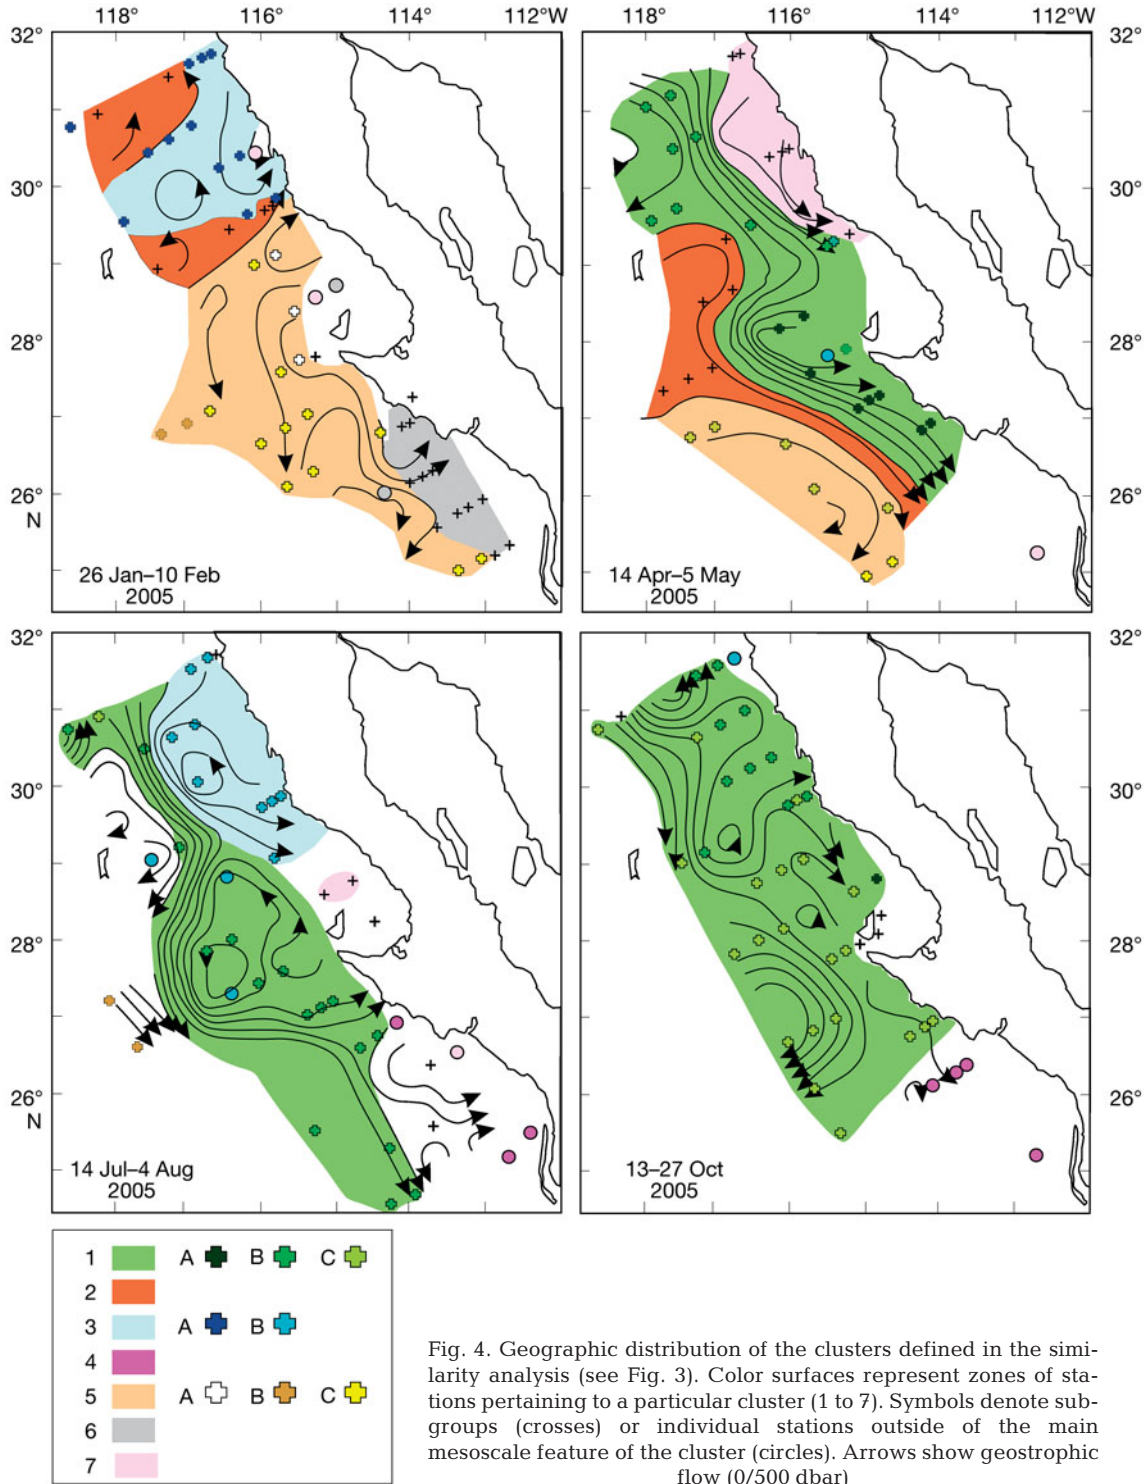 118° 116° 114° 112°W
118° 116° 114° 112°W
32°
30°
28°
26°
N
26 Jan–10 Feb
2005
14 Apr–5 May
2005
32°
30°
28°
26°
32°
30°
28°
26°
N
14 Jul–4 Aug
2005
13–27 Oct
2005
32°
30°
28°
26°
1 A B C
2
3 A B
4
5 A B C
6
7
Fig. 4. Geographic distribution of the clusters defined in the simi-
larity analysis (see Fig. 3). Color surfaces represent zones of sta-
tions pertaining to a particular cluster (1 to 7). Symbols denote sub-
groups (crosses) or individual stations outside of the main
mesoscale feature of the cluster (circles). Arrows show geostrophic
flow (0/500 dbar)